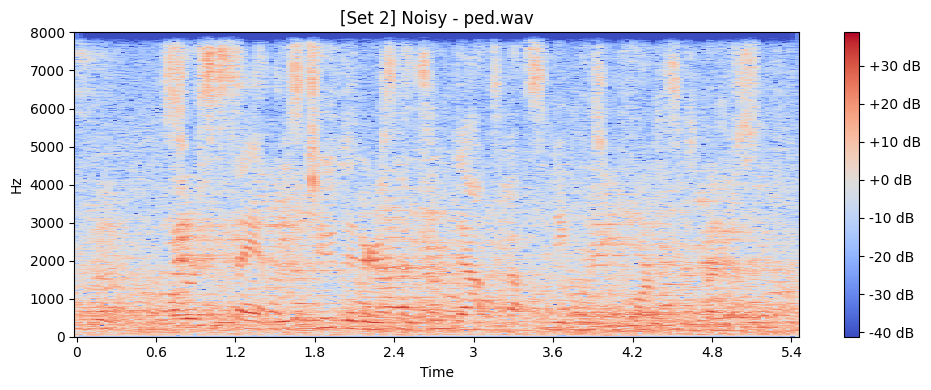 [Set 2] Noisy - ped.wav
8000
7000
6000
5000
4000
3000
2000
1000
0
Hz
0 0.6 1.2 1.8 2.4 3 3.6 4.2 4.8 5.4
Time
+30 dB
+20 dB
+10 dB
+0 dB
-10 dB
-20 dB
-30 dB
-40 dB